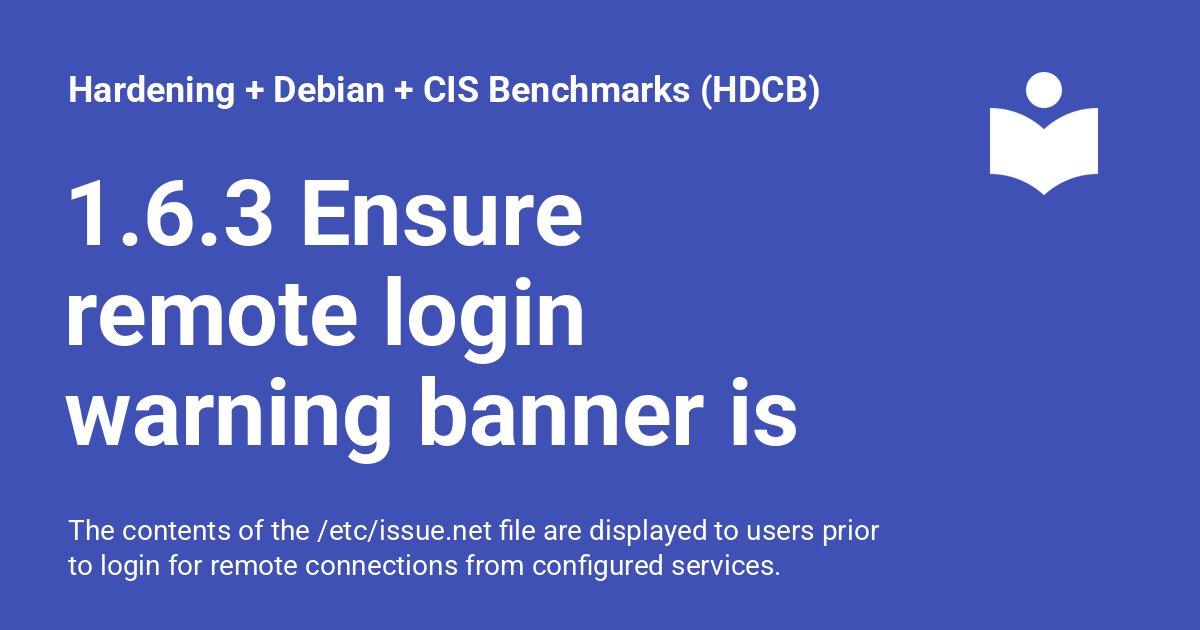 Hardening + Debian + CIS Benchmarks (HDCB)
1.6.3 Ensure
remote login
warning banner is
The contents of the /etc/issue.net file are displayed to users prior
to login for remote connections from configured services.